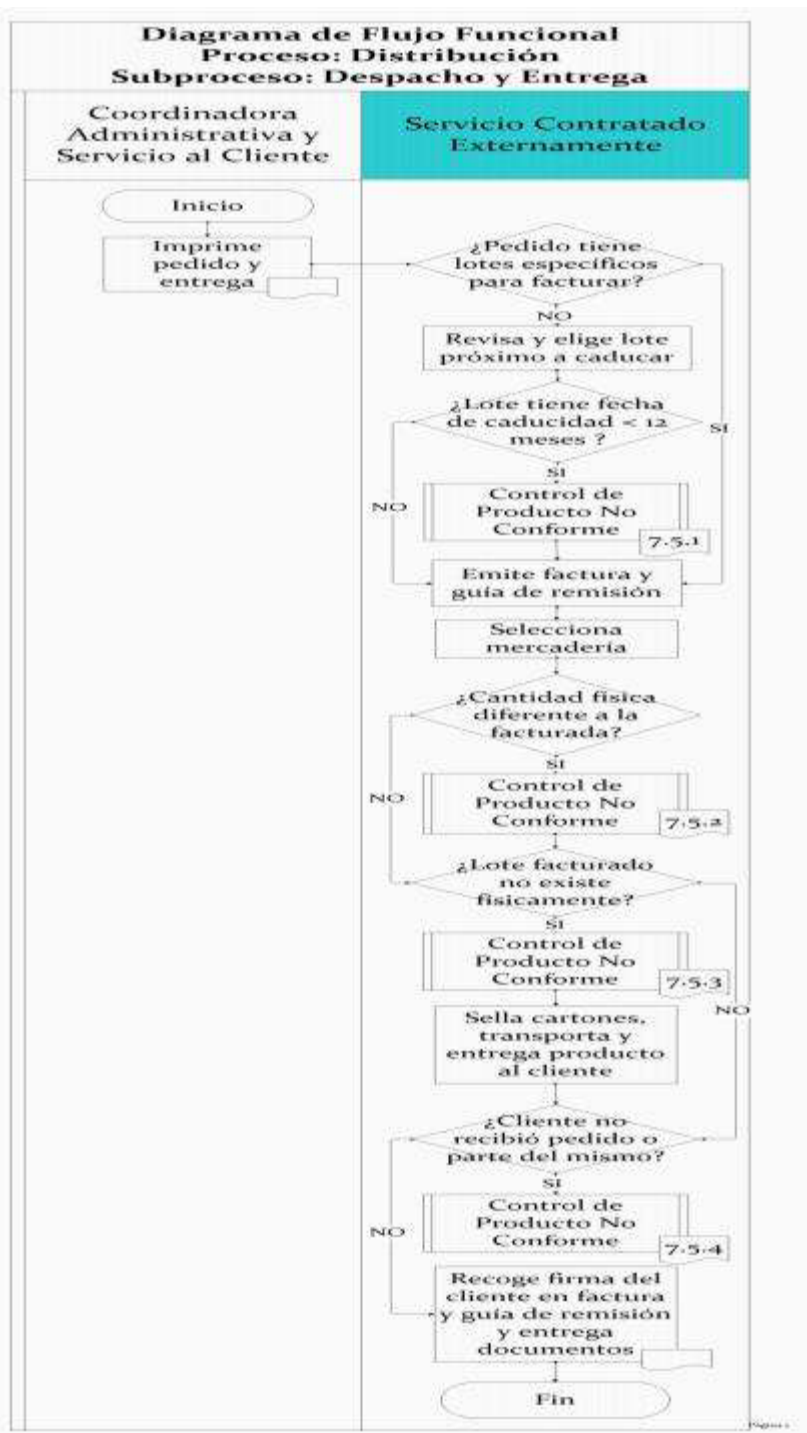 Diagrama de Flujo Funcional
Proceso: Distribución
Subproceso: Despacho y Entrega
Coordinadora
Administrativa y
Servicio al Cliente
Servicio Contratado
Externamente
Inicio
Imprime
pedido y
entrega
¿Pedido tiene
lotes específicos
para facturar?
NO
SI
Revisa y elige lote
próximo a caducar
¿Lote tiene fecha
de caducidad < 12
meses ?
SI
NO
Control de
Producto No
Conforme
7.5.1
Emite factura y
guía de remisión
Selecciona
mercadería
¿Cantidad física
diferente a la
facturada?
SI
NO
Control de
Producto No
Conforme
7.5.2
¿Lote facturado
no existe
físicamente?
SI
NO
Control de
Producto No
Conforme
7.5.3
Sella cartones,
transporta y
entrega producto
al cliente
¿Cliente no
recibió pedido o
parte del mismo?
SI
NO
Control de
Producto No
Conforme
7.5.4
Recoge firma del
cliente en factura
y guía de remisión
y entrega
documentos
Fin
Página 1